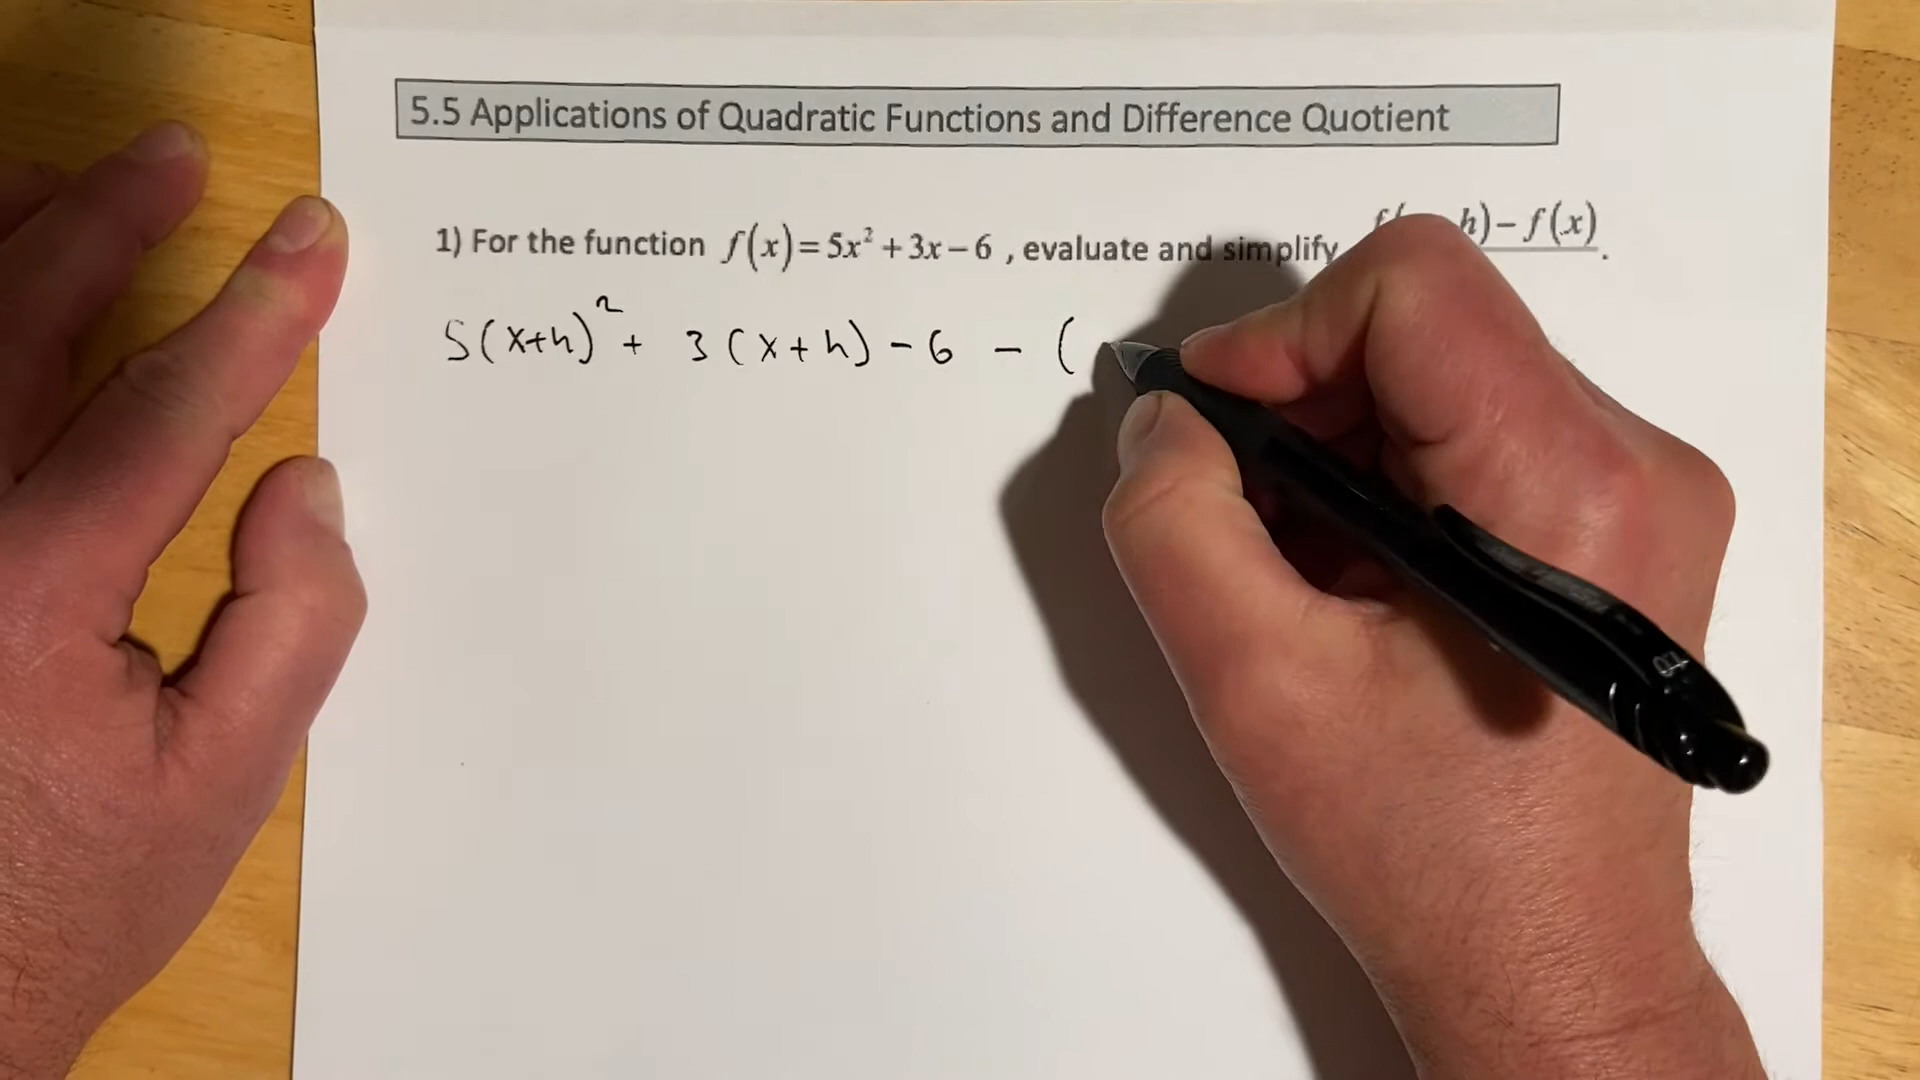 5.5 Applications of Quadratic Functions and Difference Quotient
1) For the function f(x)=5x²+3x−6 , evaluate and simplify h)−f(x) .
5(x+h)² + 3(x+h)−6 − (